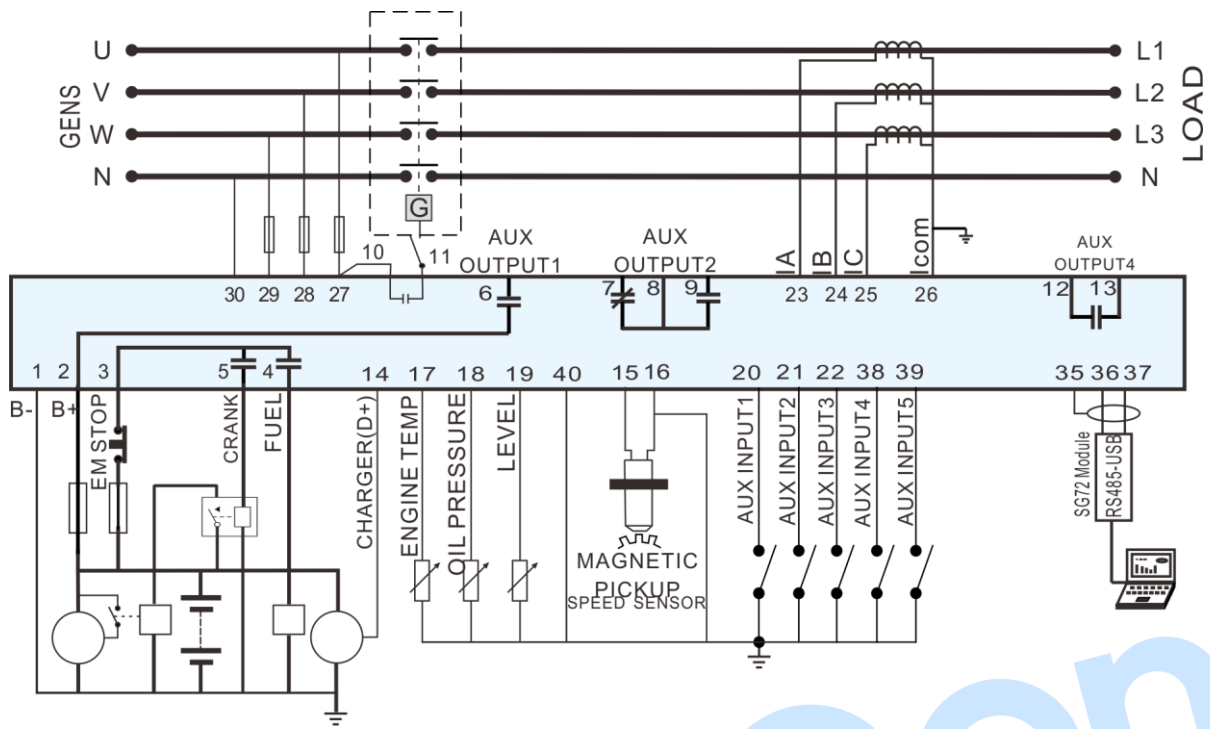 U
L1
GENS
V
L2
W
L3
LOAD
N
N
G
10
11
AUX
OUTPUT1
AUX
OUTPUT2
IA
IB
IC
Icom
AUX
OUTPUT4
30
29
28
27
6
7
8
9
23
24
25
26
12
13
1
2
3
5
4
14
17
18
19
40
15
16
20
21
22
38
39
35
36
37
B-
B+
EM STOP
CRANK
FUEL
CHARGER(D+)
ENGINE TEMP
OIL PRESSURE
LEVEL
MAGNETIC
PICKUP
SPEED SENSOR
AUX INPUT1
AUX INPUT2
AUX INPUT3
AUX INPUT4
AUX INPUT5
SG72 Module
RS485-USB